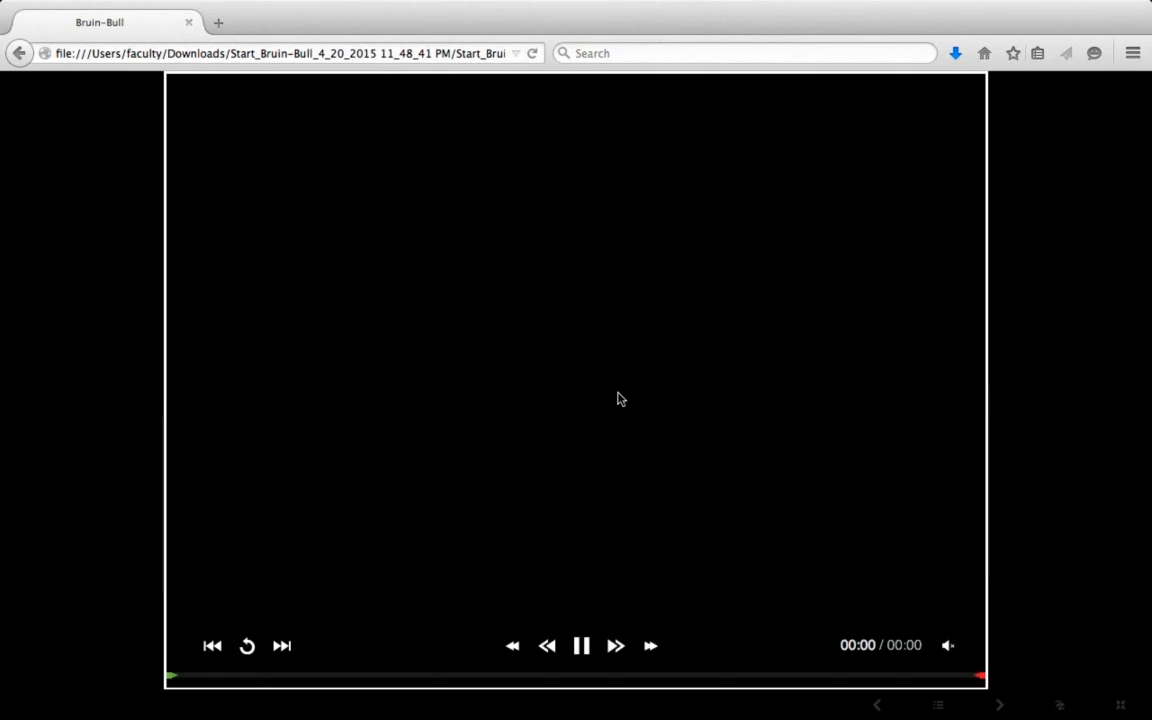 Bruin-Bull
file:///Users/faculty/Downloads/Start_Bruin-Bull_4_20_2015 11_48_41 PM/Start_Brui
Search
00:00 / 00:00